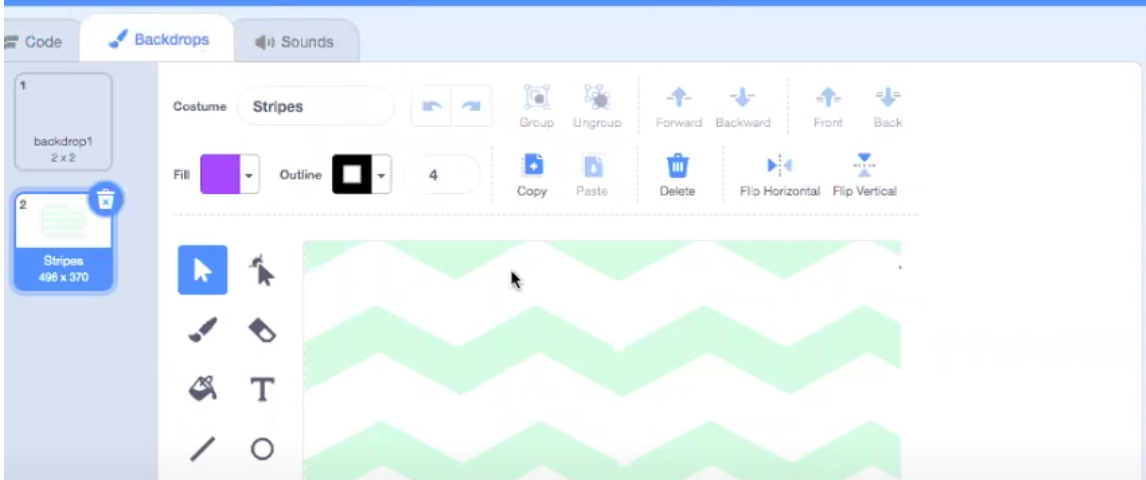 Code
Backdrops
Sounds
1
backdrop1
2 x 2
2
Stripes
496 x 370
Costume
Stripes
Group
Ungroup
Forward
Backward
Front
Back
Fill
Outline
4
Copy
Paste
Delete
Flip Horizontal
Flip Vertical
T